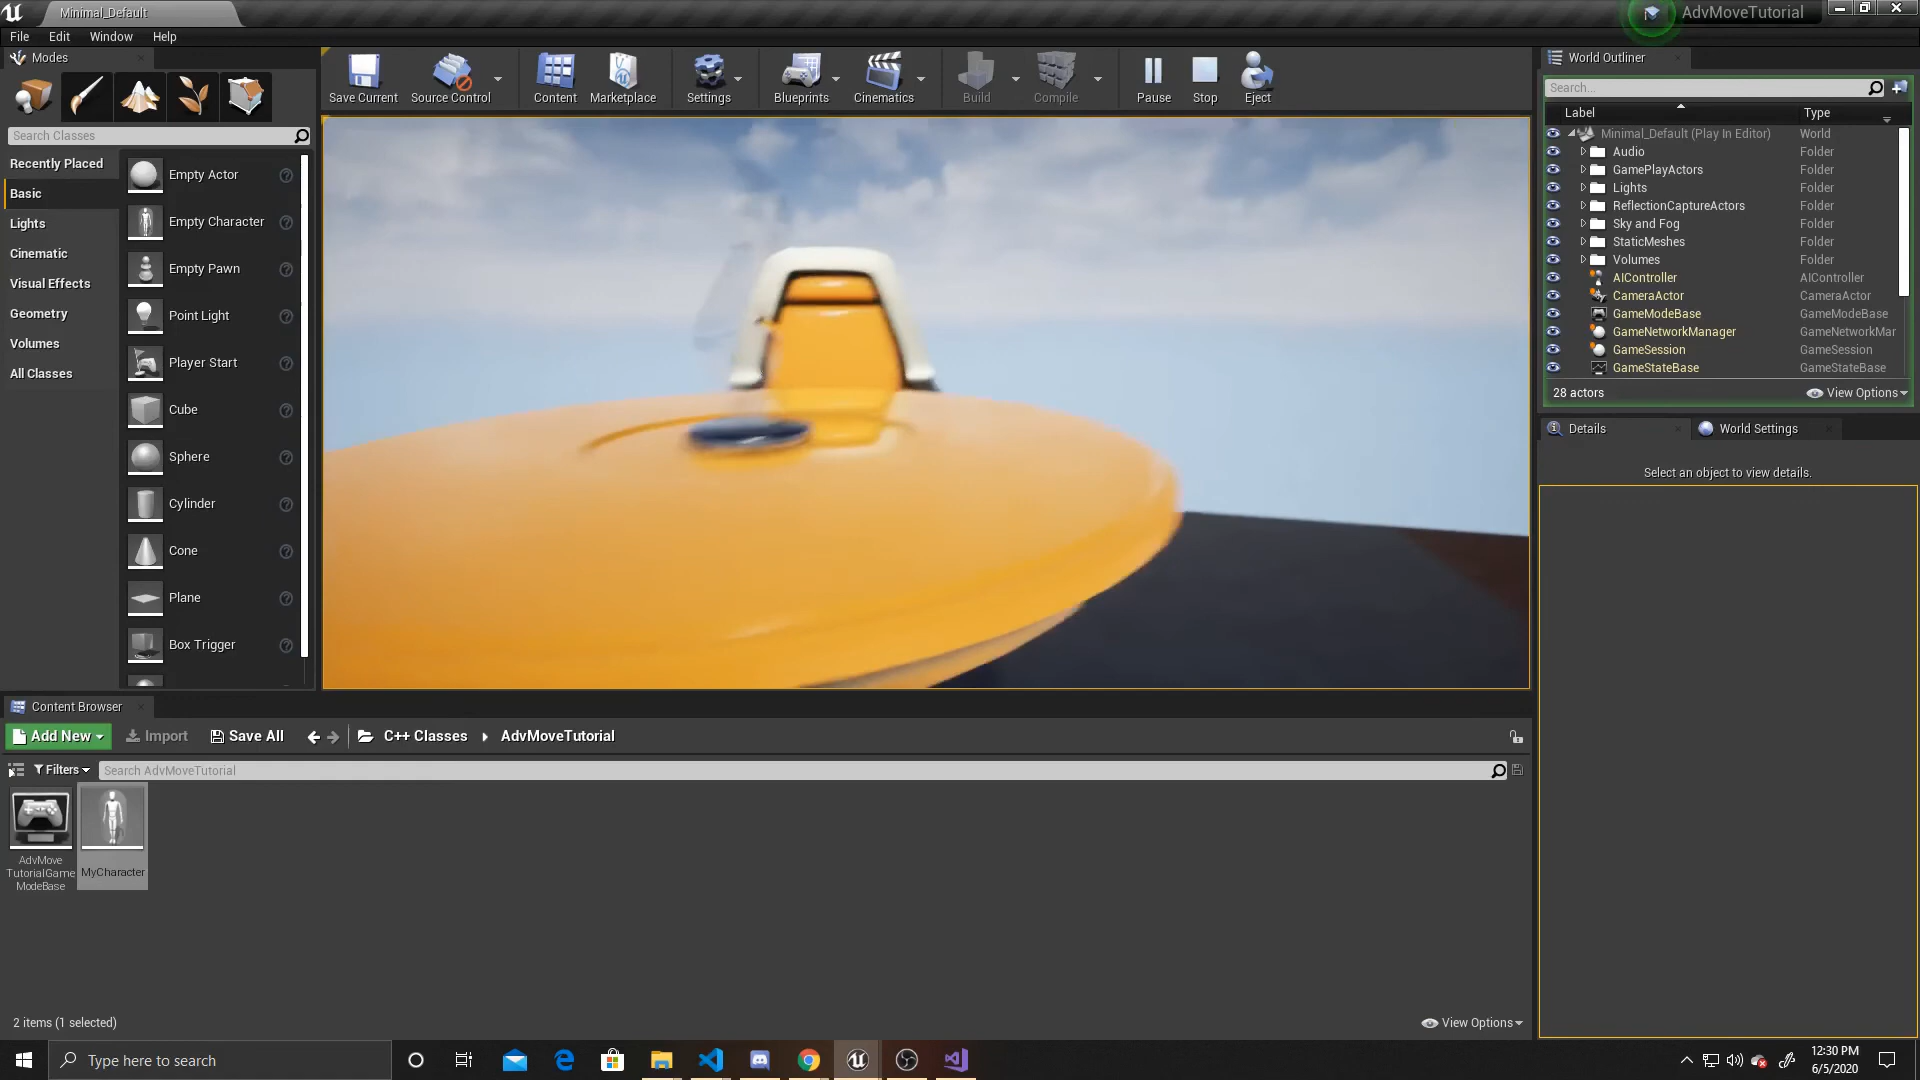 Minimal_Default
AdvMoveTutorial
File Edit Window Help
Modes
Search Classes
Recently Placed
Basic
Lights
Cinematic
Visual Effects
Geometry
Volumes
All Classes
Empty Actor
Empty Character
Empty Pawn
Point Light
Player Start
Cube
Sphere
Cylinder
Cone
Plane
Box Trigger
Save Current Source Control Content Marketplace Settings Blueprints Cinematics Build Compile Pause Stop Eject
World Outliner
Search...
Label Type
Minimal_Default (Play In Editor) World
Audio Folder
GamePlayActors Folder
Lights Folder
ReflectionCaptureActors Folder
Sky and Fog Folder
StaticMeshes Folder
Volumes Folder
AIController AIController
CameraActor CameraActor
GameModeBase GameModeBase
GameNetworkManager GameNetworkMar
GameSession GameSession
GameStateBase GameStateBase
28 actors View Options
Details World Settings
Select an object to view details.
Content Browser
Add New Import Save All C++ Classes AdvMoveTutorial
Filters Search AdvMoveTutorial
AdvMove
TutorialGame
ModeBase
MyCharacter
2 items (1 selected) View Options
Type here to search
12:30 PM
6/5/2020